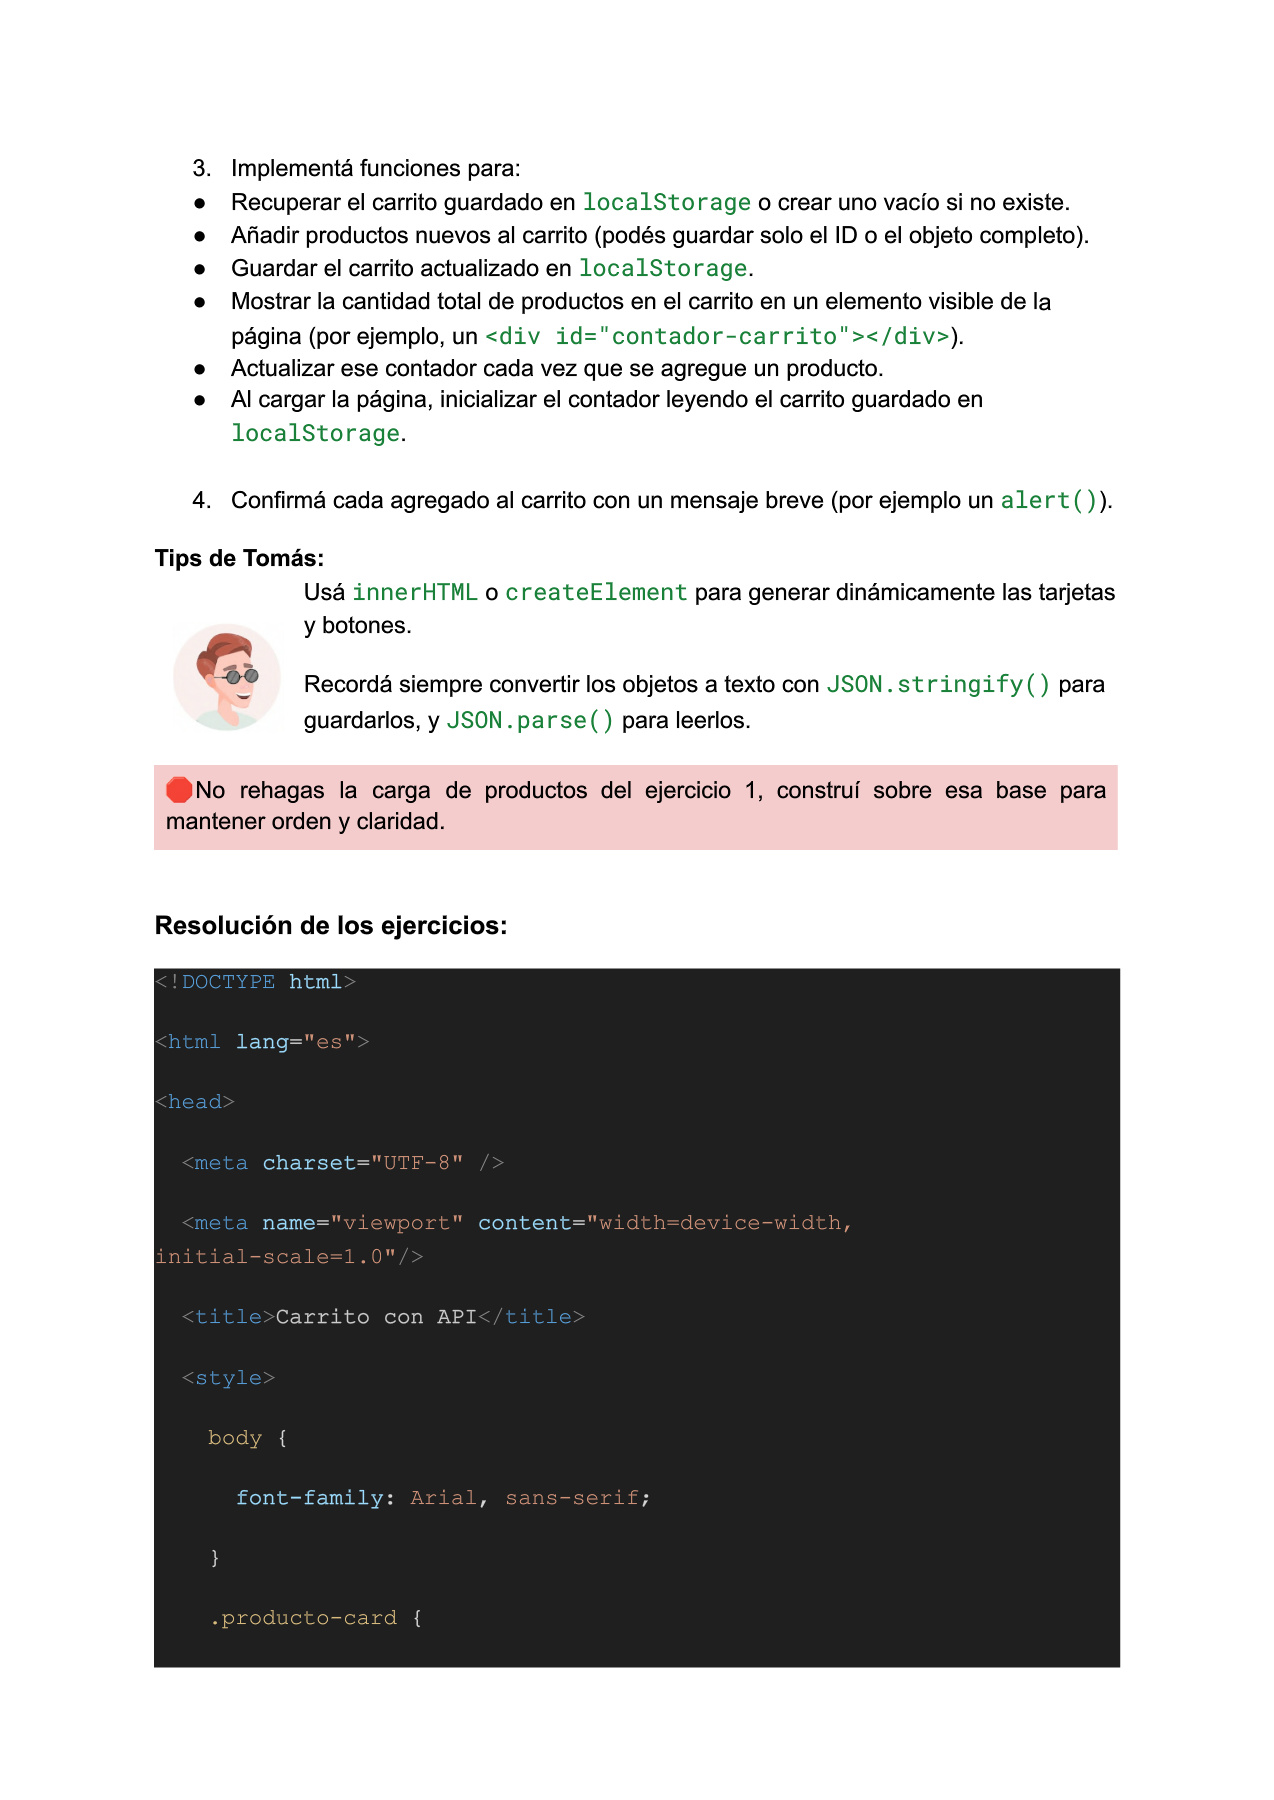 3. Implementá funciones para:
● Recuperar el carrito guardado en localStorage o crear uno vacío si no existe.
● Añadir productos nuevos al carrito (podés guardar solo el ID o el objeto completo).
● Guardar el carrito actualizado en localStorage.
● Mostrar la cantidad total de productos en el carrito en un elemento visible de la
página (por ejemplo, un <div id="contador-carrito"></div>).
● Actualizar ese contador cada vez que se agregue un producto.
● Al cargar la página, inicializar el contador leyendo el carrito guardado en
localStorage.
4. Confirmá cada agregado al carrito con un mensaje breve (por ejemplo un alert()).
Tips de Tomás:
Usá innerHTML o createElement para generar dinámicamente las tarjetas
y botones.
Recordá siempre convertir los objetos a texto con JSON.stringify() para
guardarlos, y JSON.parse() para leerlos.
🛑No rehagas la carga de productos del ejercicio 1, construí sobre esa base para
mantener orden y claridad.
Resolución de los ejercicios:
<!DOCTYPE html>
<html lang="es">
<head>
  <meta charset="UTF-8" />
  <meta name="viewport" content="width=device-width,
initial-scale=1.0"/>
  <title>Carrito con API</title>
  <style>
    body {
      font-family: Arial, sans-serif;
    }
    .producto-card {